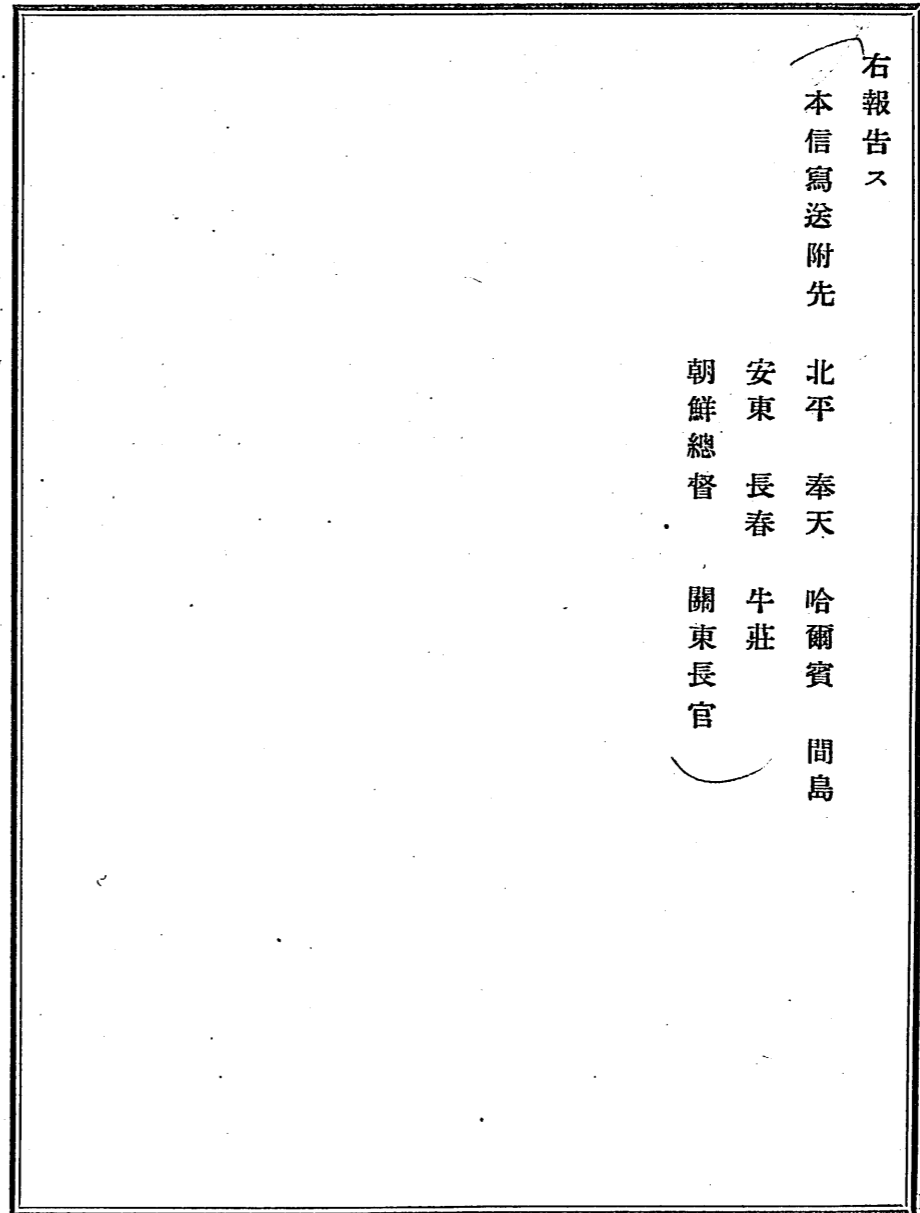 右報告ス
本信寫送附先　北平　奉天　哈爾賓　間島
安東　長春　牛莊
朝鮮總督　關東長官